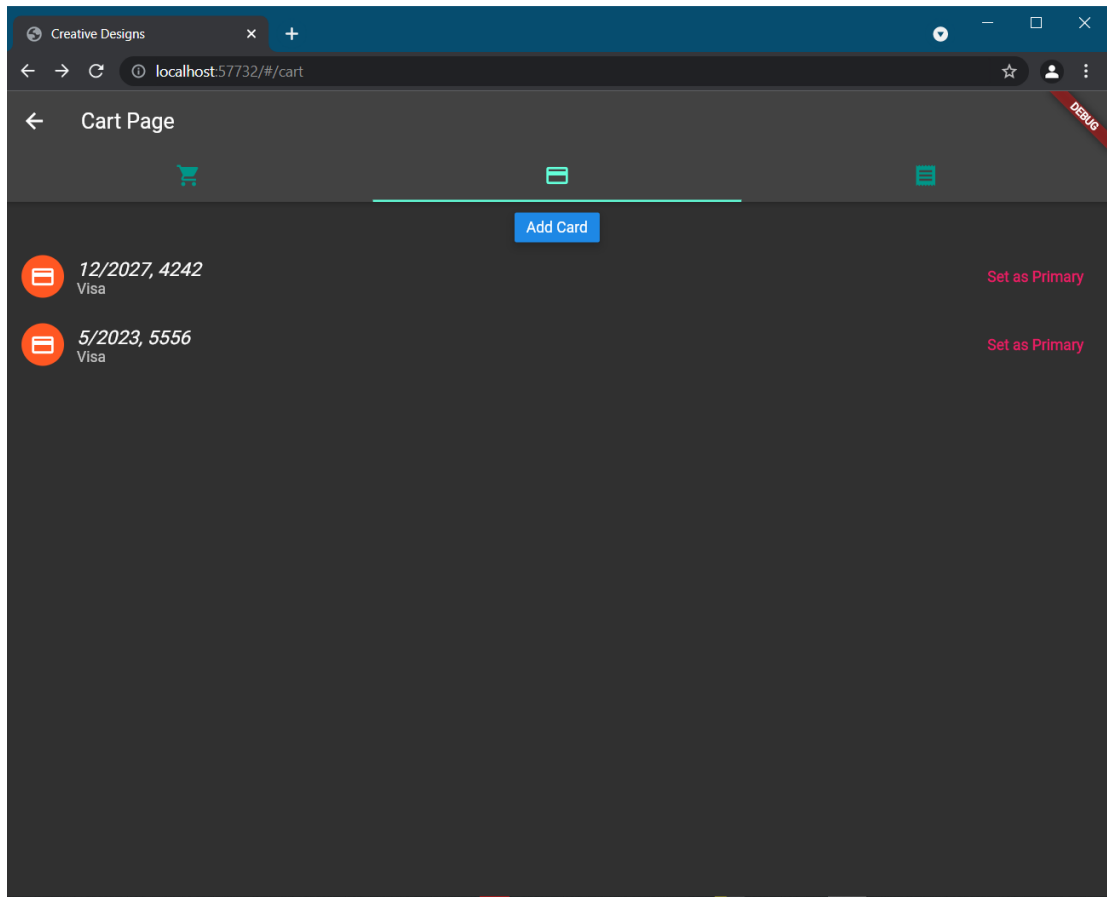 Creative Designs
localhost:57732/#/cart
Cart Page
DEBUG
Add Card
12/2027, 4242
Visa
Set as Primary
5/2023, 5556
Visa
Set as Primary